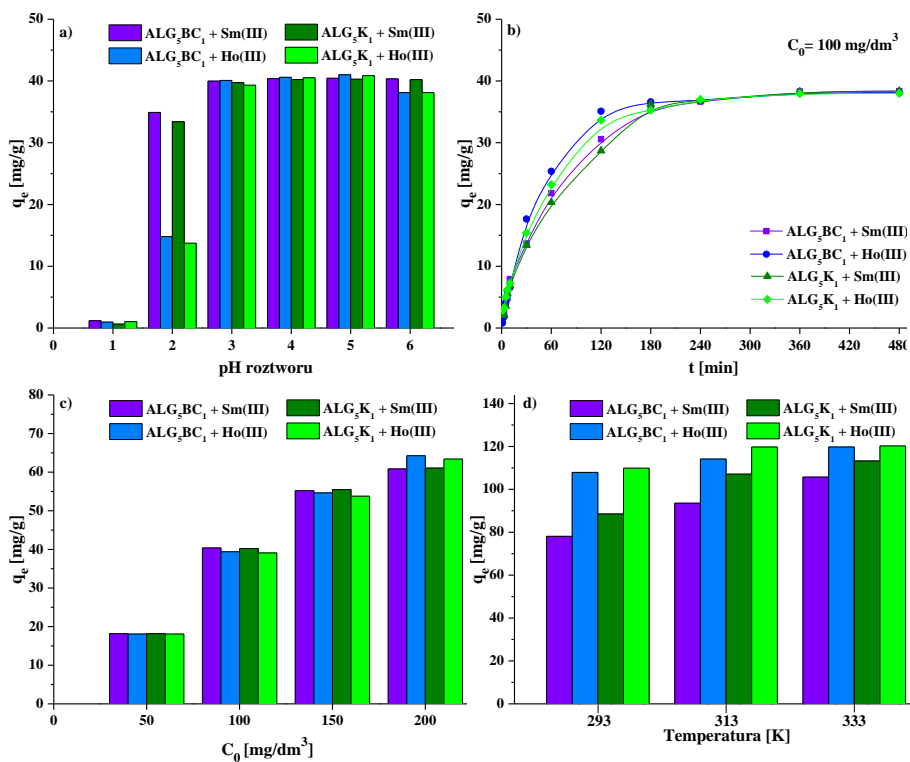 a)
ALG₅BC₁ + Sm(III)
ALG₅K₁ + Sm(III)
ALG₅BC₁ + Ho(III)
ALG₅K₁ + Ho(III)
qₑ [mg/g]
50
40
30
20
10
0
0 1 2 3 4 5 6
pH roztworu
b)
C₀= 100 mg/dm³
qₑ [mg/g]
50
40
30
20
10
0
ALG₅BC₁ + Sm(III)
ALG₅BC₁ + Ho(III)
ALG₅K₁ + Sm(III)
ALG₅K₁ + Ho(III)
0 60 120 180 240 300 360 420 480
t [min]
c)
ALG₅BC₁ + Sm(III)
ALG₅K₁ + Sm(III)
ALG₅BC₁ + Ho(III)
ALG₅K₁ + Ho(III)
qₑ [mg/g]
80
70
60
50
40
30
20
10
0
0 50 100 150 200
C₀ [mg/dm³]
d)
ALG₅BC₁ + Sm(III)
ALG₅K₁ + Sm(III)
ALG₅BC₁ + Ho(III)
ALG₅K₁ + Ho(III)
qₑ [mg/g]
140
120
100
80
60
40
20
0
293 313 333
Temperatura [K]